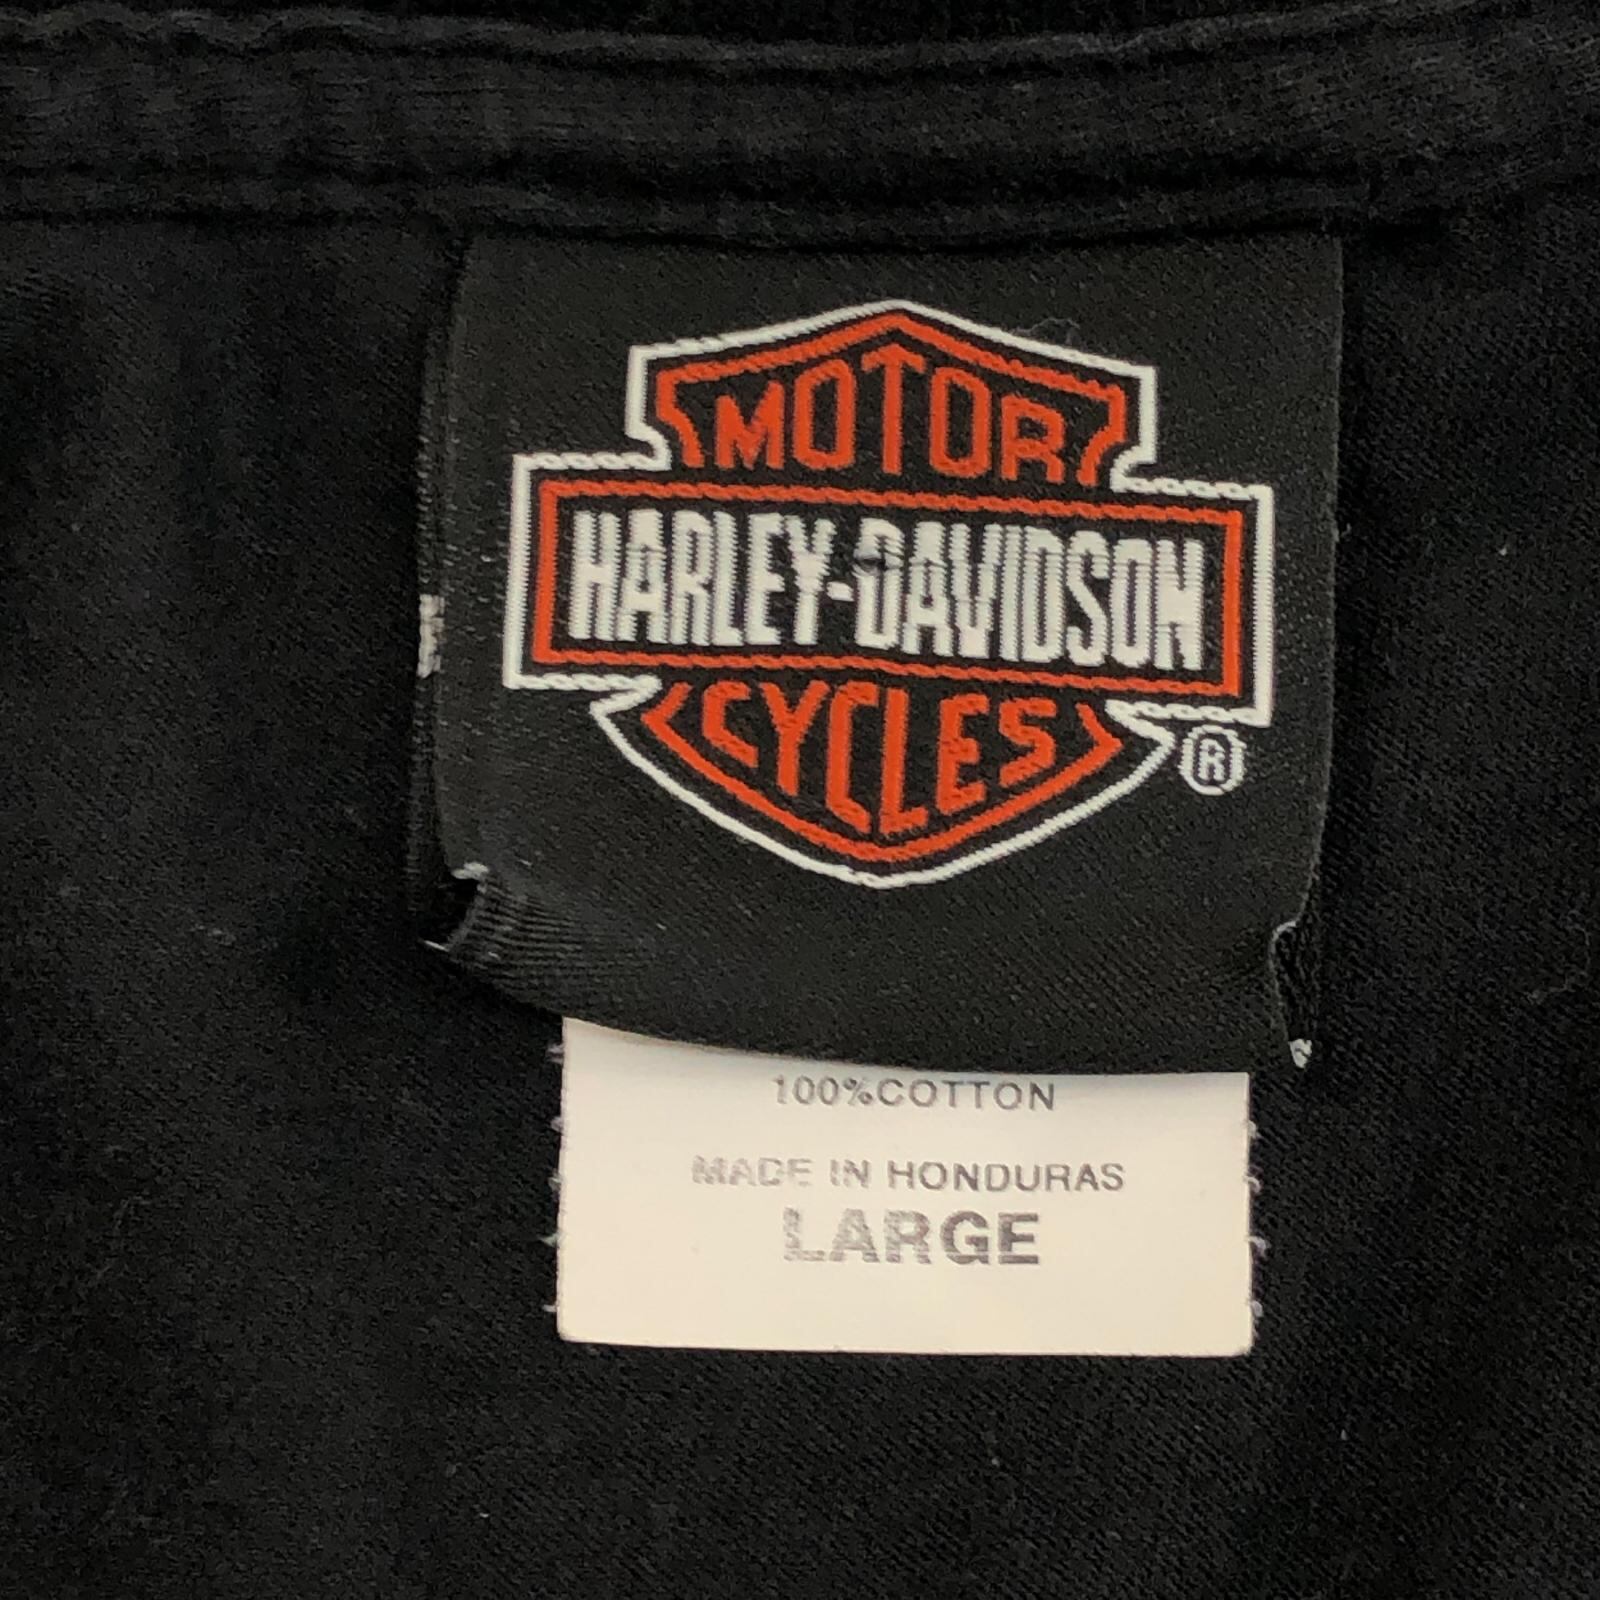 MOTOR
HARLEY-DAVIDSON
CYCLES
®
100%COTTON
MADE IN HONDURAS
LARGE